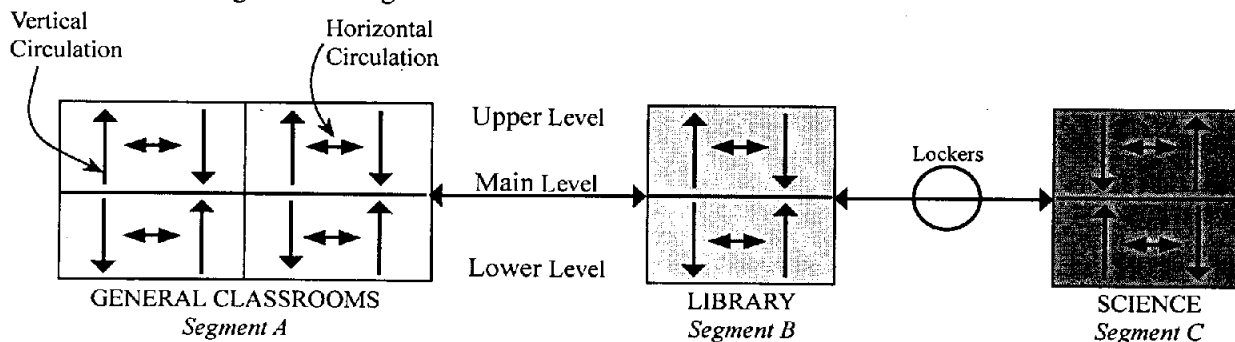 Vertical
Circulation
Horizontal
Circulation
Upper Level
Main Level
Lower Level
Lockers
GENERAL CLASSROOMS
Segment A
LIBRARY
Segment B
SCIENCE
Segment C